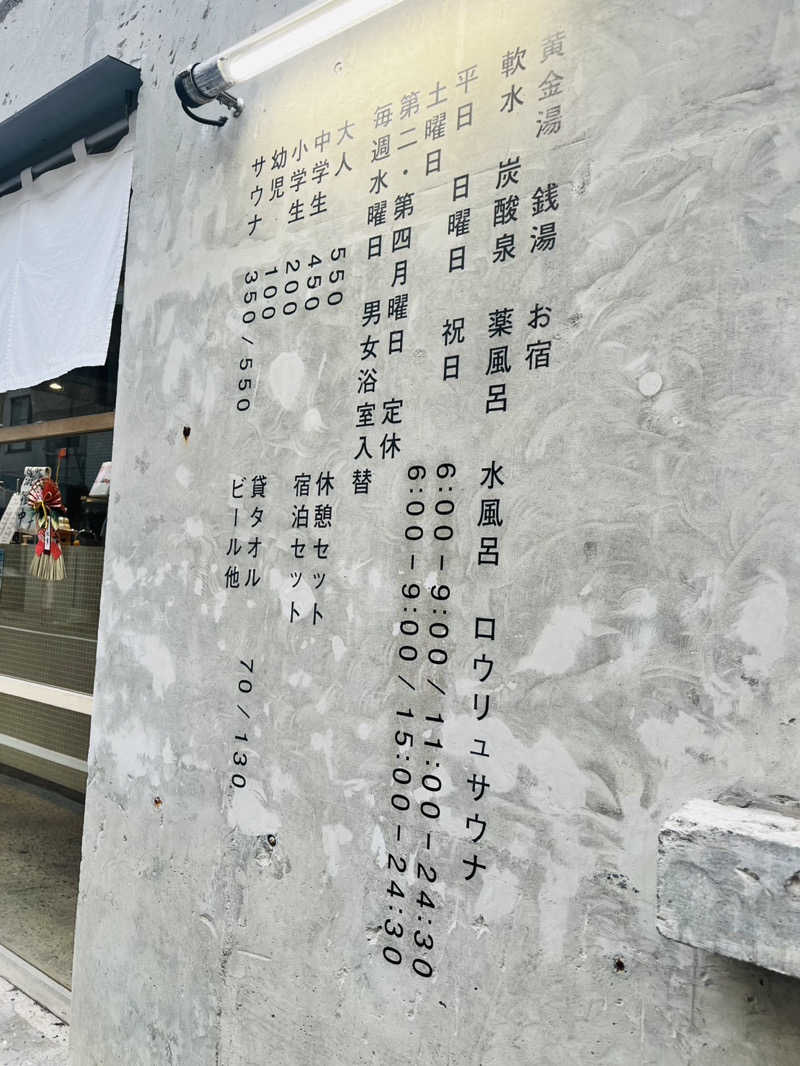 黄金湯 銭湯 お宿
軟水 炭酸泉 薬風呂 水風呂 ロウリュサウナ
平日 日曜日 祝日 6:00-9:00/11:00-24:30
土曜日 6:00-9:00/15:00-24:30
第二・第四月曜日 定休
毎週水曜日 男女浴室入替
大人 550 休憩セット
中学生 450 宿泊セット
小学生 200
幼児 100 貸タオル 70/130
サウナ 350/550 ビール他